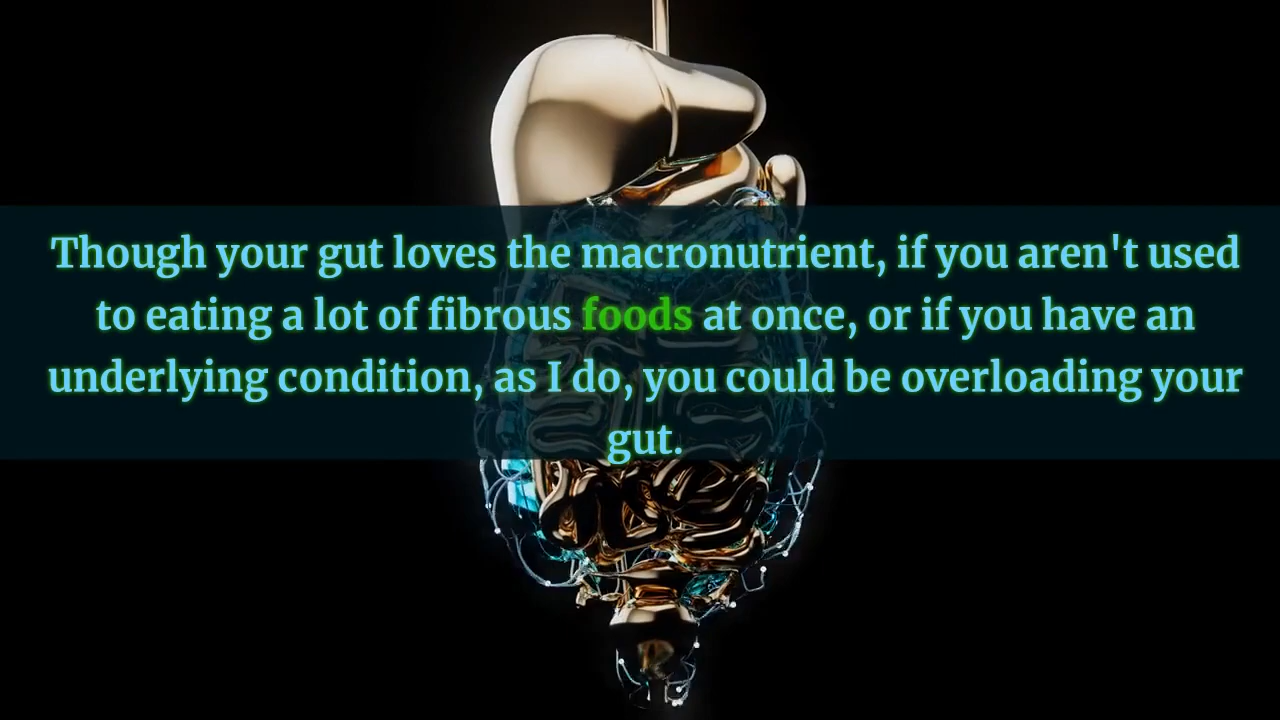 Though your gut loves the macronutrient, if you aren't used
to eating a lot of fibrous foods at once, or if you have an
underlying condition, as I do, you could be overloading your
gut.